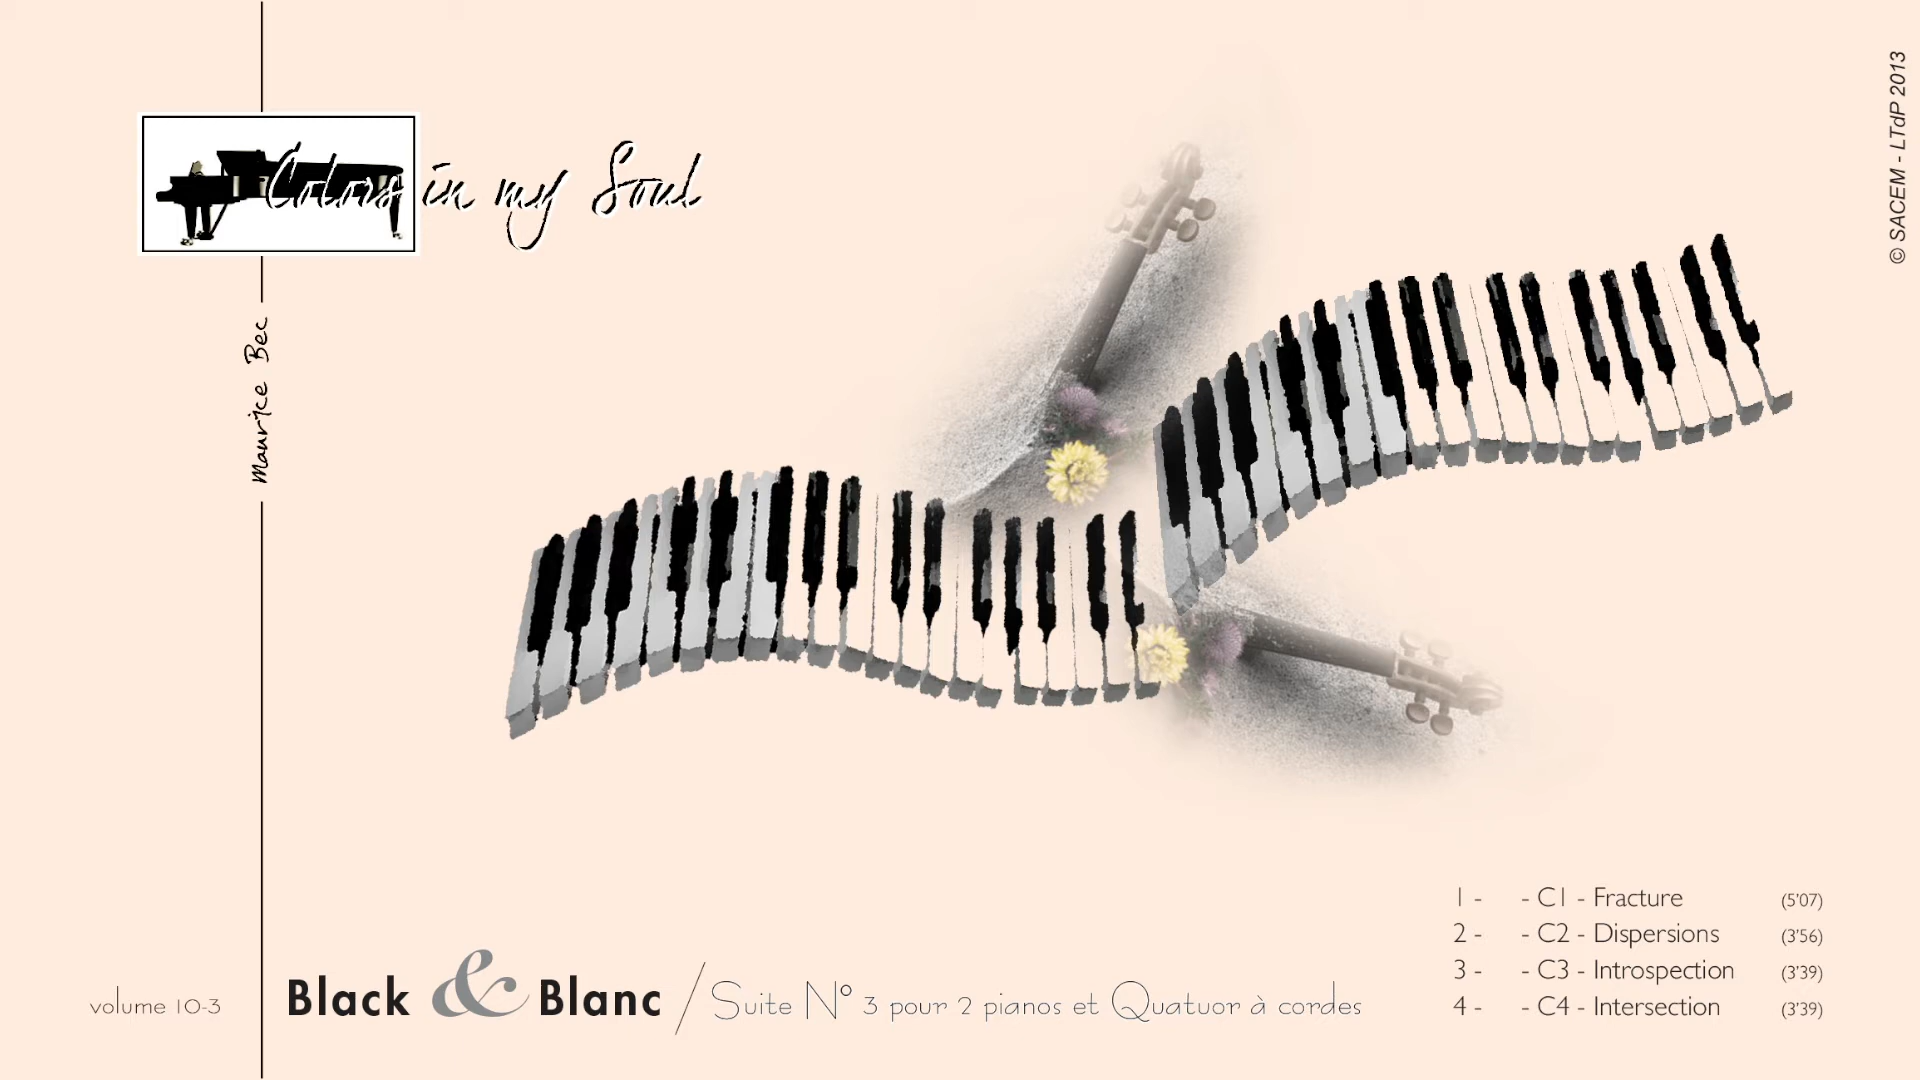 © SACEM - LTdP 2013
Colors in my Soul
Maurice Bec
1 - - C1 - Fracture (5'07)
2 - - C2 - Dispersions (3'56)
3 - - C3 - Introspection (3'39)
4 - - C4 - Intersection (3'39)
volume 10-3
Black & Blanc / Suite N° 3 pour 2 pianos et Quatuor à cordes